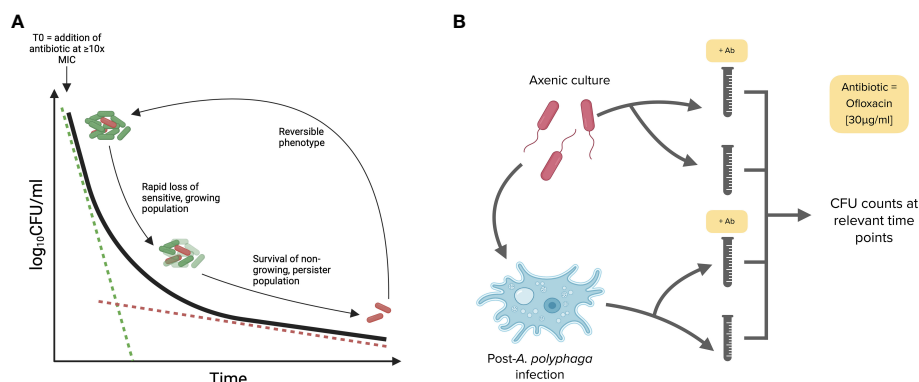 A
T0 = addition of
antibiotic at ≥10x
MIC
log₁₀CFU/ml
Reversible
phenotype
Rapid loss of
sensitive, growing
population
Survival of non-
growing, persister
population
Time
B
Axenic culture
+ Ab
Antibiotic =
Ofloxacin
[30µg/ml]
CFU counts at
relevant time
points
+ Ab
Post-A. polyphaga
infection